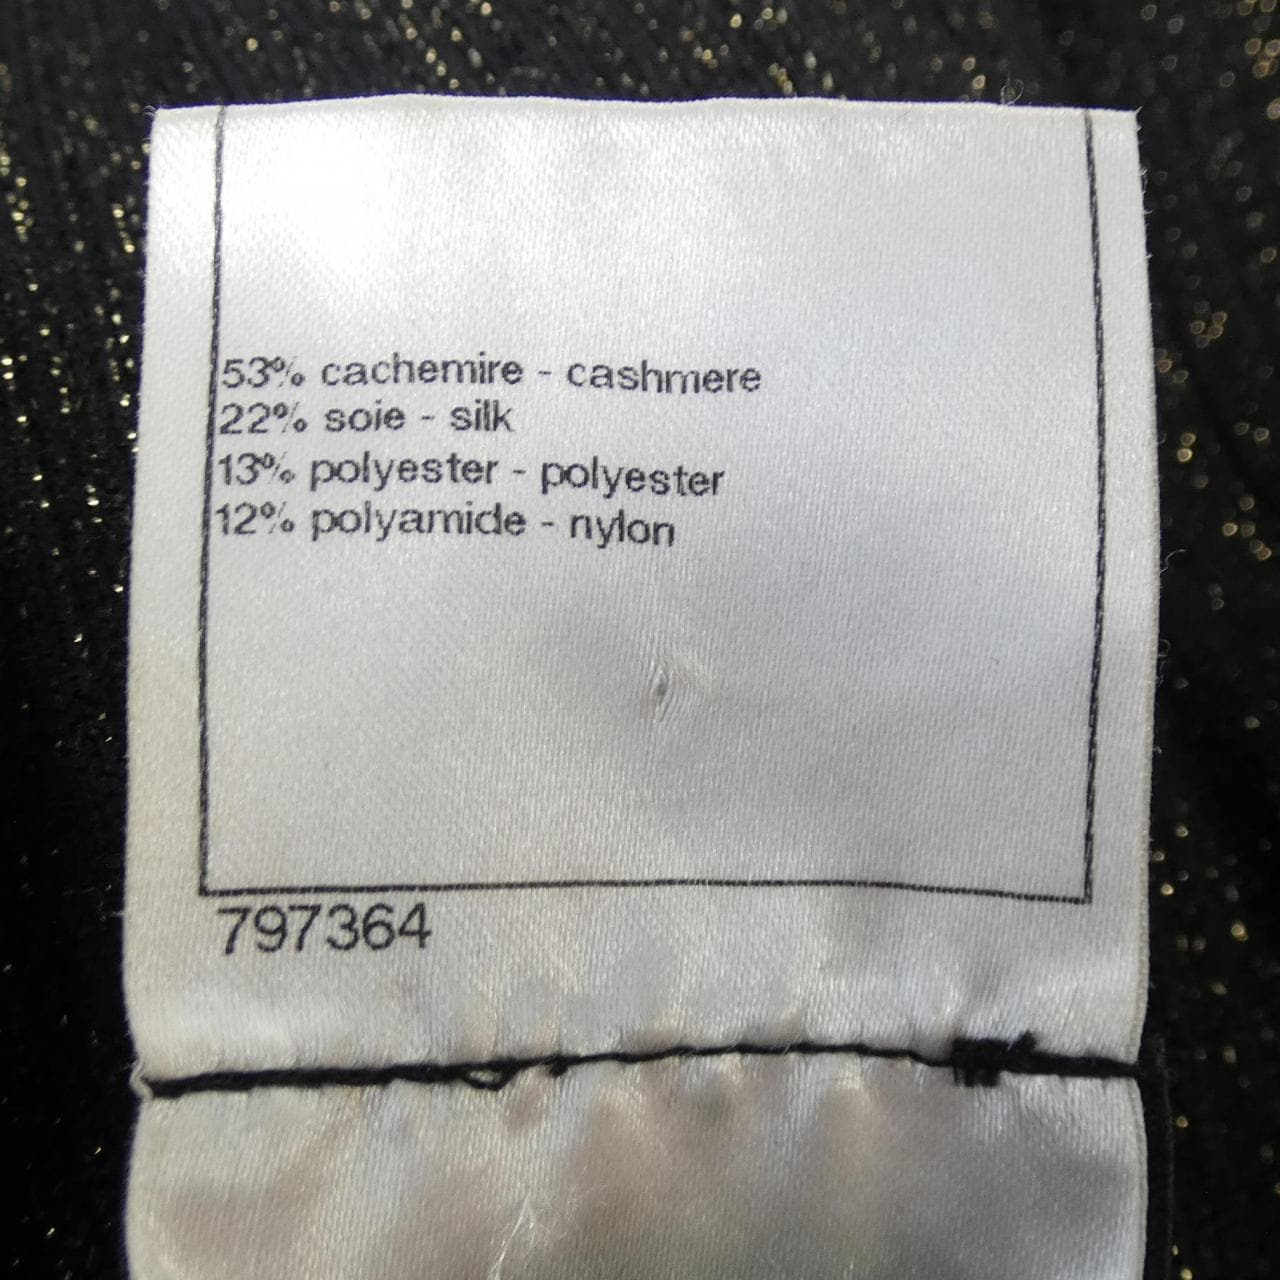 53% cachemire - cashmere
22% soie - silk
13% polyester - polyester
12% polyamide - nylon
797364